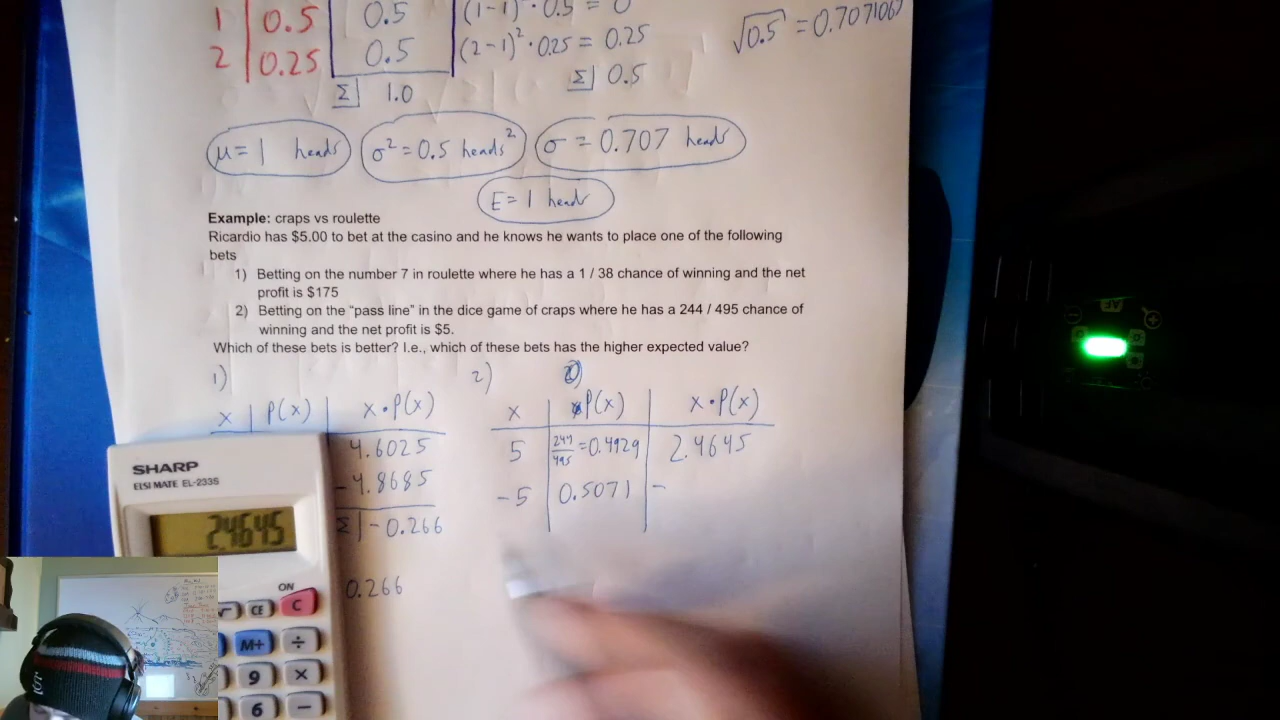 1 | 0.5 | 0.5 | (1-1)² · 0.5 = 0
√0.5 = 0.7071067
2 | 0.25 | 0.5 | (2-1)² · 0.25 = 0.25
Σ| 1.0 Σ| 0.5
μ = 1 heads σ² = 0.5 heads² σ = 0.707 heads
E = 1 heads
Example: craps vs roulette
Ricardio has $5.00 to bet at the casino and he knows he wants to place one of the following
bets
1) Betting on the number 7 in roulette where he has a 1 / 38 chance of winning and the net
profit is $175
2) Betting on the “pass line” in the dice game of craps where he has a 244 / 495 chance of
winning and the net profit is $5.
Which of these bets is better? I.e., which of these bets has the higher expected value?
1)
x | P(x) | x · P(x)
4.6025
-4.8685
Σ| -0.266
0.266
2)
x | P(x) | x · P(x)
5 | 244/495 = 0.4929 | 2.4645
-5 | 0.5071 | -
SHARP
ELSI MATE EL-233S
2.4645
ON
√ CE C
M+ ÷
9 ×
6 −
AF